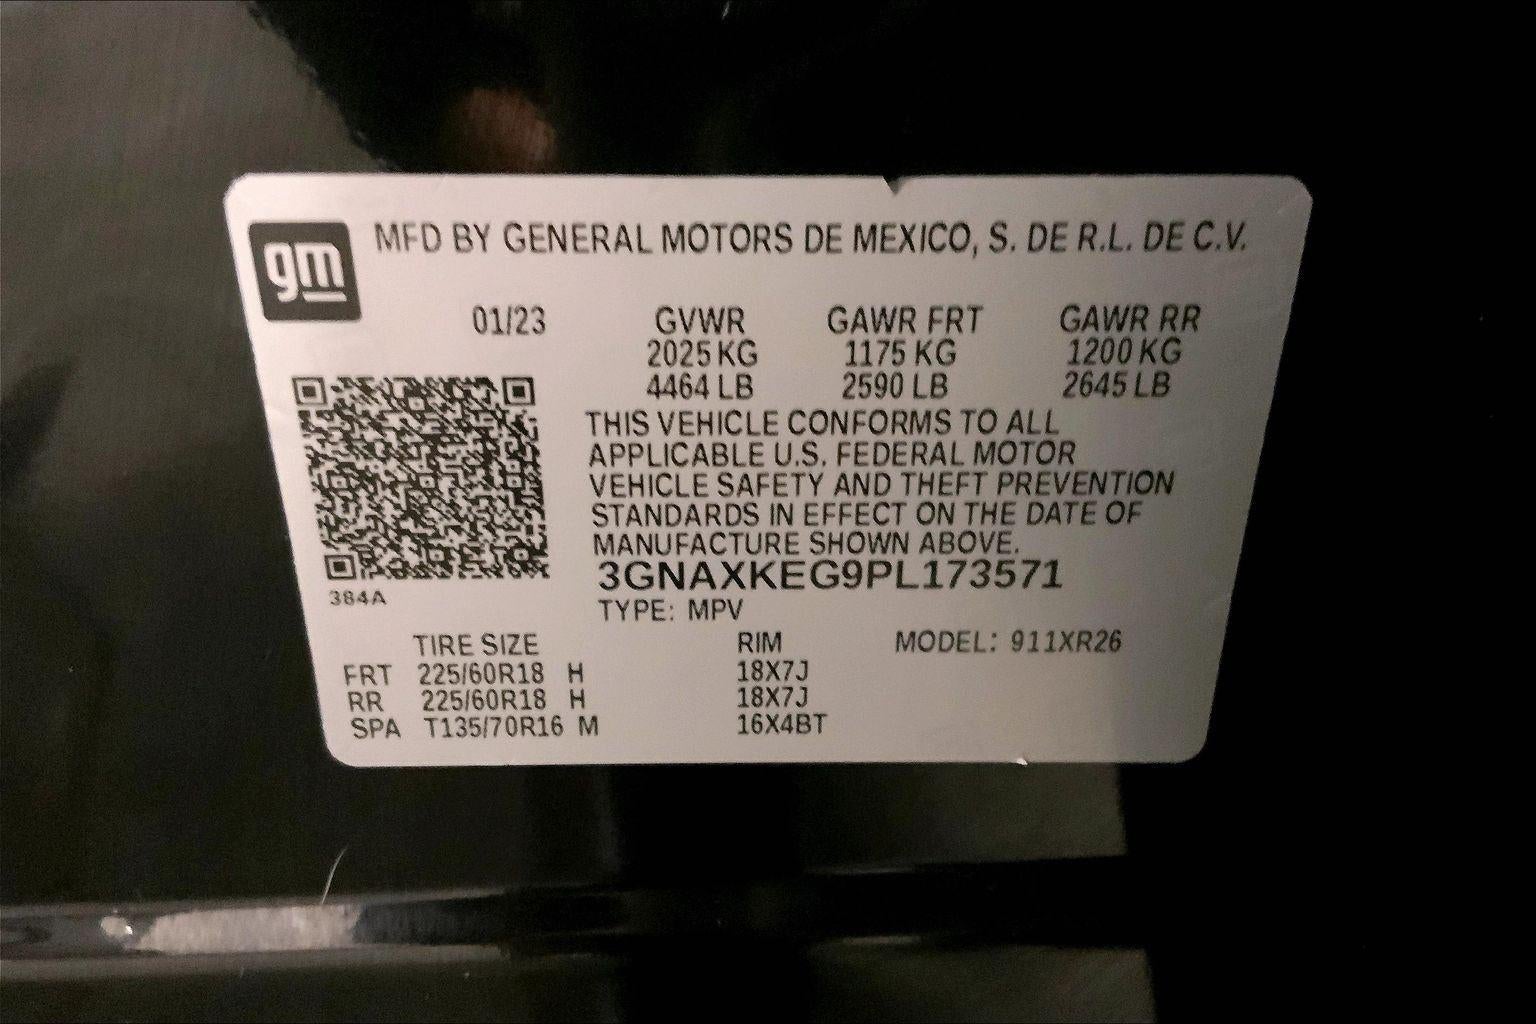 gm MFD BY GENERAL MOTORS DE MEXICO, S. DE R.L. DE C.V.
01/23 GVWR GAWR FRT GAWR RR
2025 KG 1175 KG 1200 KG
4464 LB 2590 LB 2645 LB
THIS VEHICLE CONFORMS TO ALL
APPLICABLE U.S. FEDERAL MOTOR
VEHICLE SAFETY AND THEFT PREVENTION
STANDARDS IN EFFECT ON THE DATE OF
MANUFACTURE SHOWN ABOVE.
3GNAXKEG9PL173571
384A
TYPE: MPV
TIRE SIZE RIM MODEL: 911XR26
FRT 225/60R18 H 18X7J
RR 225/60R18 H 18X7J
SPA T135/70R16 M 16X4BT